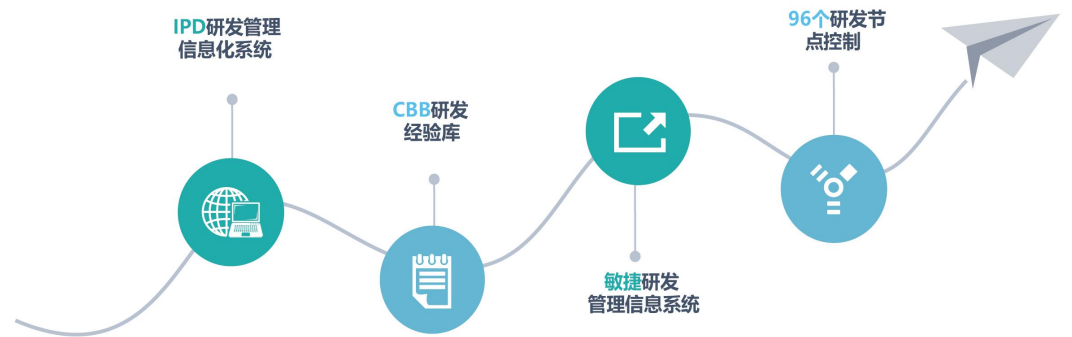 IPD研发管理
信息化系统
CBB研发
经验库
敏捷研发
管理信息系统
96个研发节
点控制